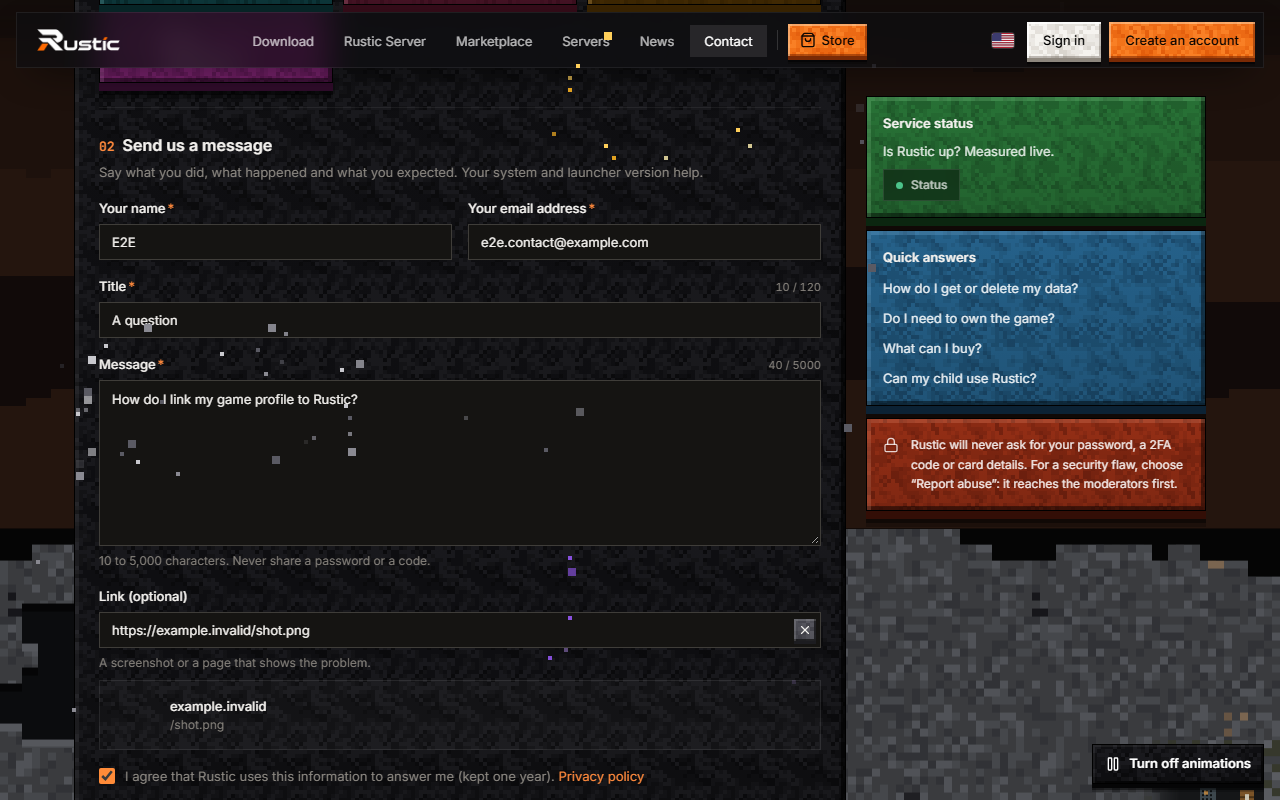 Rustic
Download
Rustic Server
Marketplace
Servers
News
Contact
Store
Sign in
Create an account
02 Send us a message
Say what you did, what happened and what you expected. Your system and launcher version help.
Your name*
Your email address*
E2E
e2e.contact@example.com
Title*
10 / 120
A question
Message*
40 / 5000
How do I link my game profile to Rustic?
10 to 5,000 characters. Never share a password or a code.
Link (optional)
https://example.invalid/shot.png
A screenshot or a page that shows the problem.
example.invalid
/shot.png
I agree that Rustic uses this information to answer me (kept one year). Privacy policy
Service status
Is Rustic up? Measured live.
Status
Quick answers
How do I get or delete my data?
Do I need to own the game?
What can I buy?
Can my child use Rustic?
Rustic will never ask for your password, a 2FA
code or card details. For a security flaw, choose
“Report abuse”: it reaches the moderators first.
Turn off animations